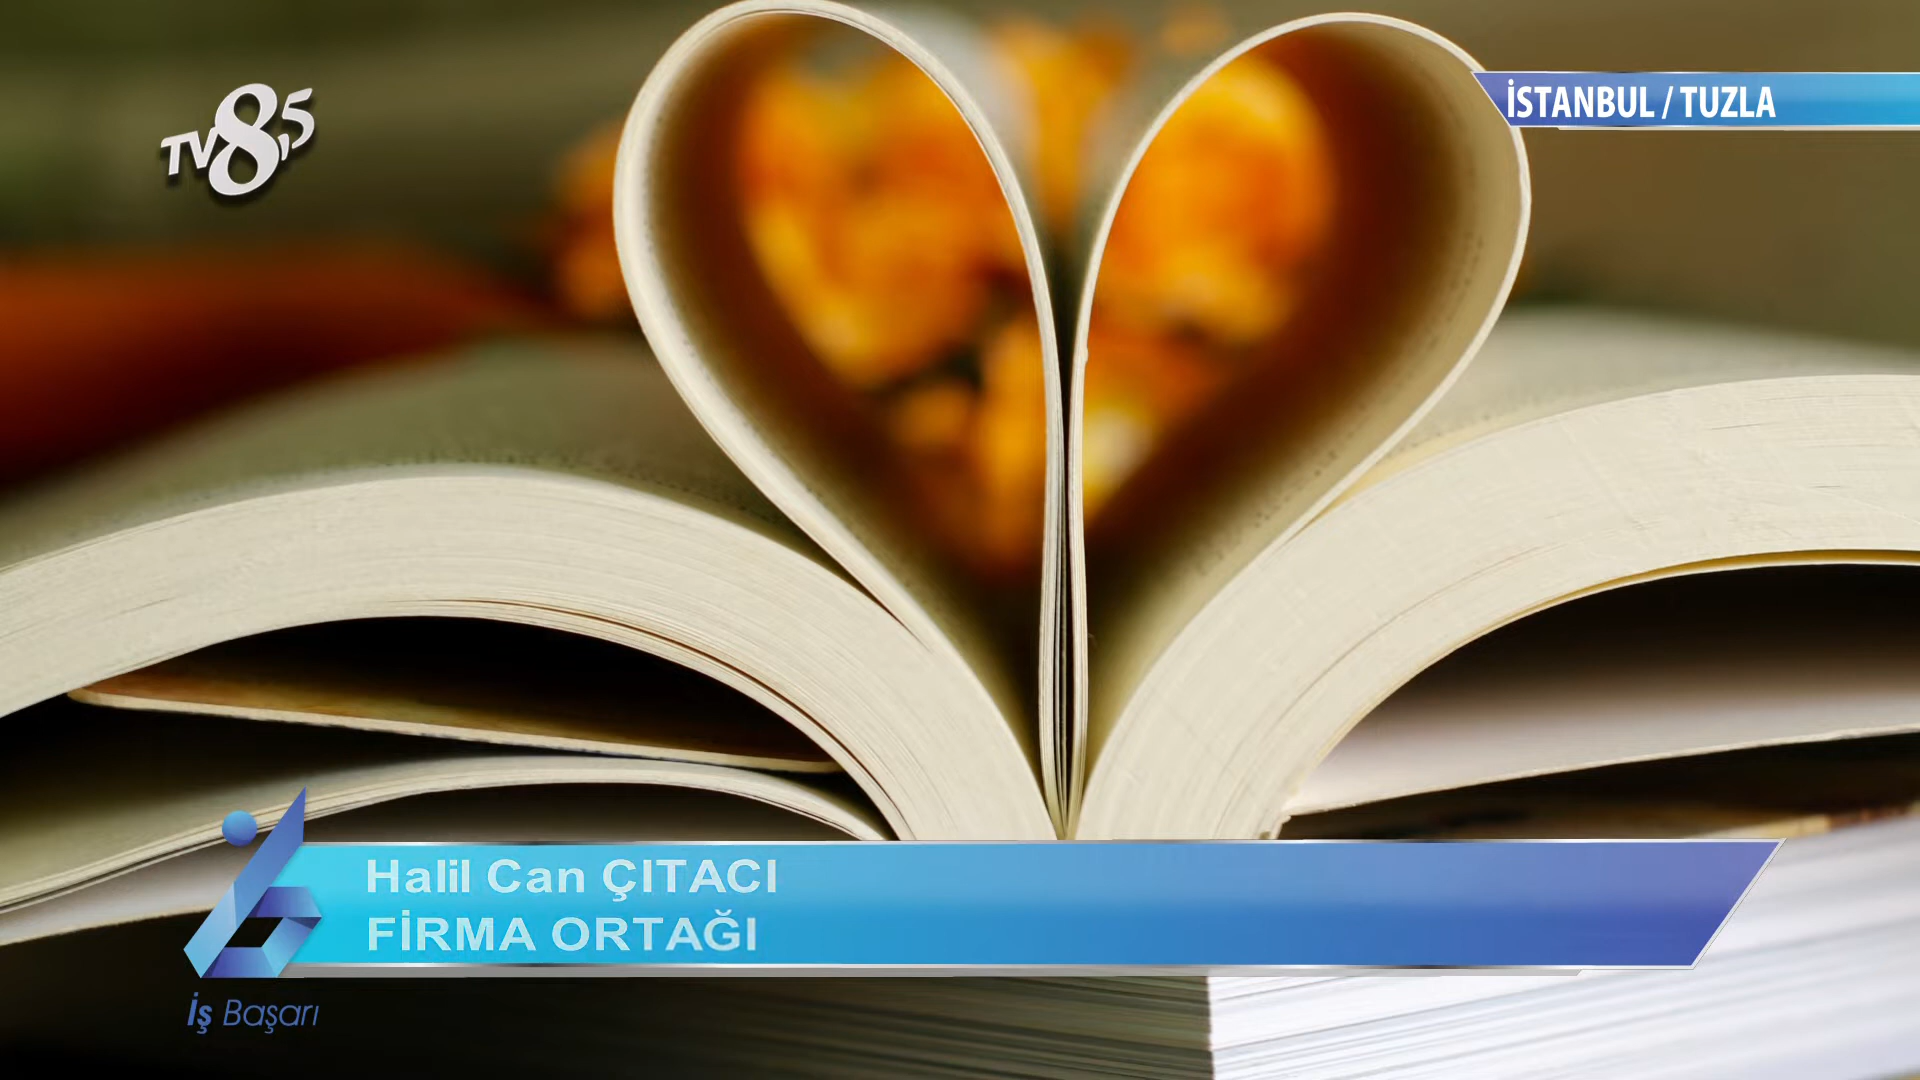 TV8,5
İSTANBUL / TUZLA
Halil Can ÇITACI
FİRMA ORTAĞI
İş Başarı